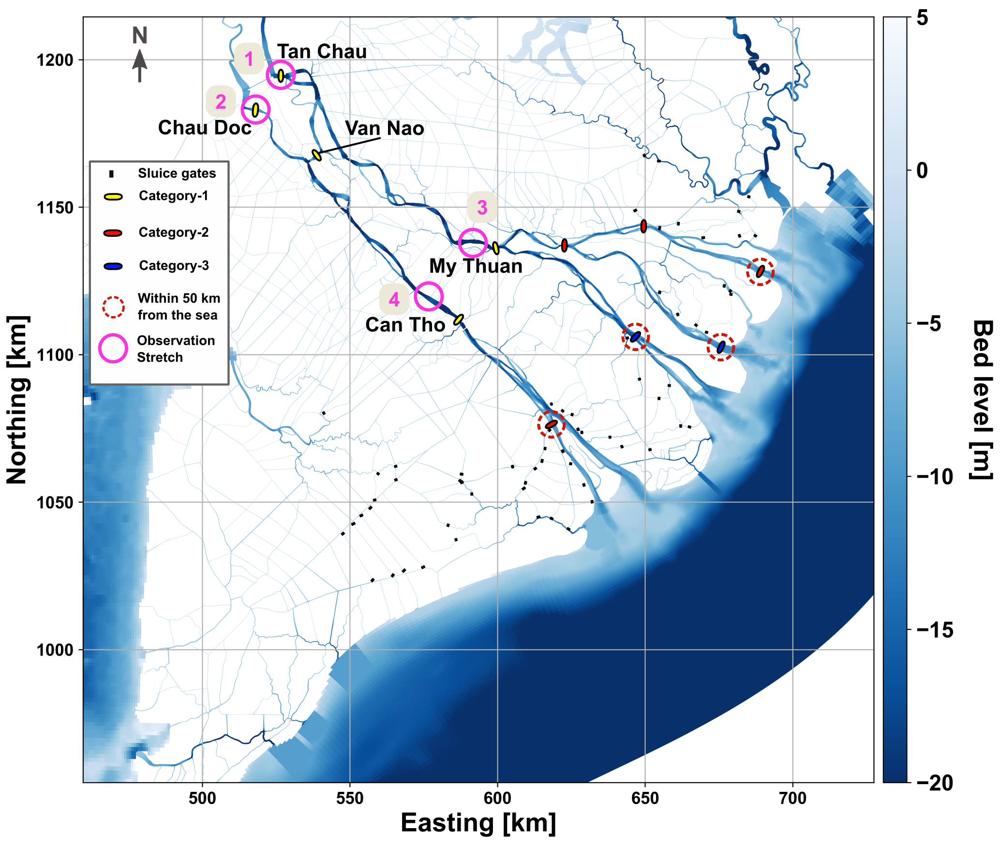 N
1
Tan Chau
2
Chau Doc
Van Nao
3
My Thuan
4
Can Tho
Sluice gates
Category-1
Category-2
Category-3
Within 50 km
from the sea
Observation
Stretch
1200
1150
1100
1050
1000
Northing [km]
500
550
600
650
700
Easting [km]
5
0
−5
−10
−15
−20
Bed level [m]